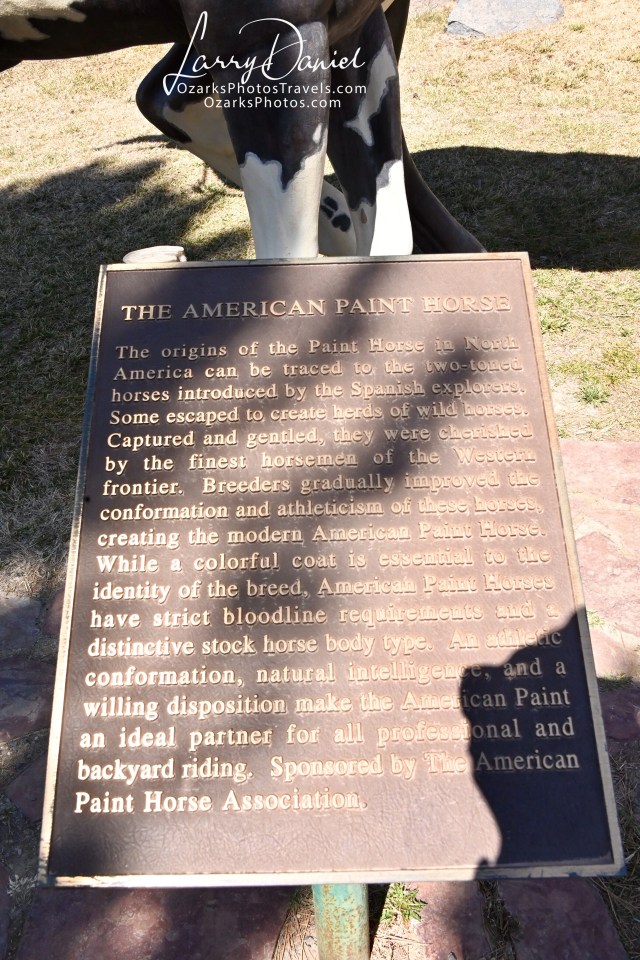 Larry Daniel
OzarksPhotosTravels.com
OzarksPhotos.com
THE AMERICAN PAINT HORSE
The origins of the Paint Horse in North
America can be traced to the two-toned
horses introduced by the Spanish explorers.
Some escaped to create herds of wild horses.
Captured and gentled, they were cherished
by the finest horsemen of the Western
frontier. Breeders gradually improved the
conformation and athleticism of these horses,
creating the modern American Paint Horse.
While a colorful coat is essential to the
identity of the breed, American Paint Horses
have strict bloodline requirements and a
distinctive stock horse body type. An athletic
conformation, natural intelligence, and a
willing disposition make the American Paint
an ideal partner for all professional and
backyard riding. Sponsored by The American
Paint Horse Association.